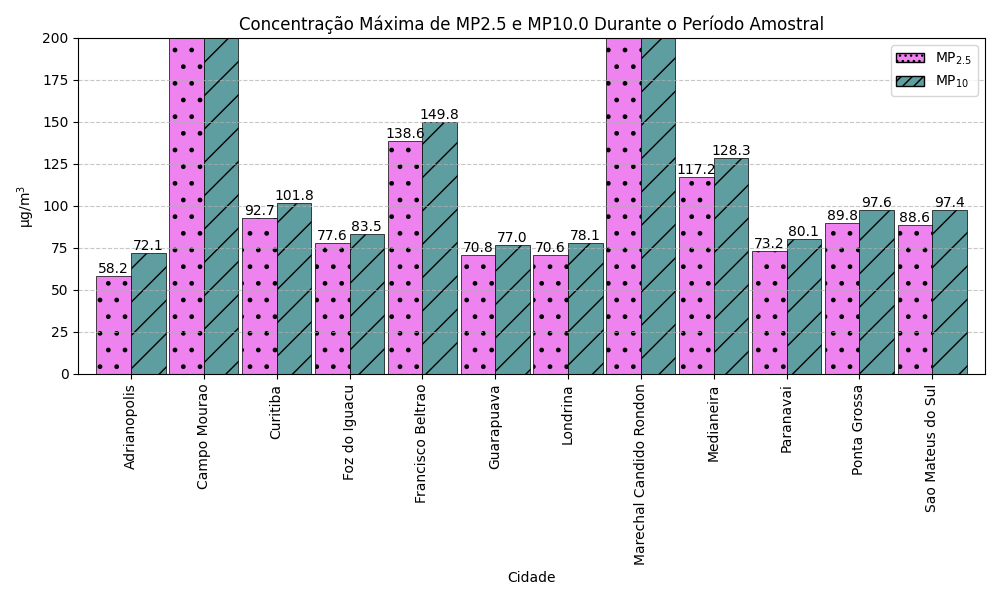 Concentração Máxima de MP2.5 e MP10.0 Durante o Período Amostral
MP2.5
MP10
µg/m³
200
175
150
125
100
75
50
25
0
58.2
72.1
92.7
101.8
77.6
83.5
138.6
149.8
70.8
77.0
70.6
78.1
117.2
128.3
73.2
80.1
89.8
97.6
88.6
97.4
Adrianopolis
Campo Mourao
Curitiba
Foz do Iguacu
Francisco Beltrao
Guarapuava
Londrina
Marechal Candido Rondon
Medianeira
Paranavai
Ponta Grossa
Sao Mateus do Sul
Cidade